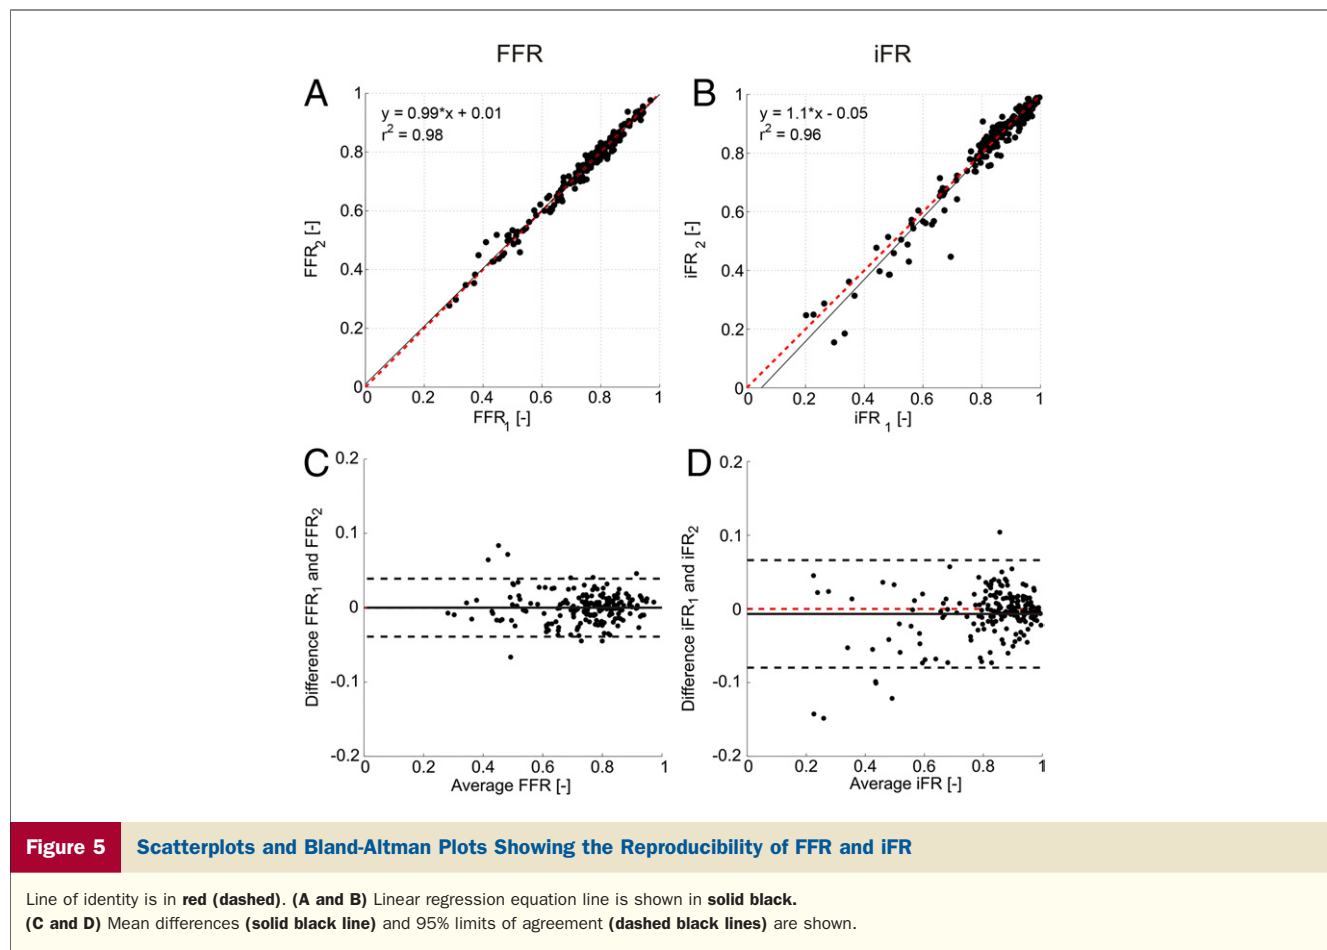 FFR
iFR
A
y = 0.99*x + 0.01
r2 = 0.98
FFR2 [-]
1
0.8
0.6
0.4
0.2
0
0 0.2 0.4 0.6 0.8 1
FFR1 [-]
B
y = 1.1*x - 0.05
r2 = 0.96
iFR 2 [-]
1
0.8
0.6
0.4
0.2
0
0 0.2 0.4 0.6 0.8 1
iFR 1 [-]
C
Difference FFR1 and FFR2
0.2
0.1
0
-0.1
-0.2
0 0.2 0.4 0.6 0.8 1
Average FFR [-]
D
Difference iFR1 and iFR2
0.2
0.1
0
-0.1
-0.2
0 0.2 0.4 0.6 0.8 1
Average iFR [-]
Figure 5 Scatterplots and Bland-Altman Plots Showing the Reproducibility of FFR and iFR
Line of identity is in red (dashed). (A and B) Linear regression equation line is shown in solid black.
(C and D) Mean differences (solid black line) and 95% limits of agreement (dashed black lines) are shown.